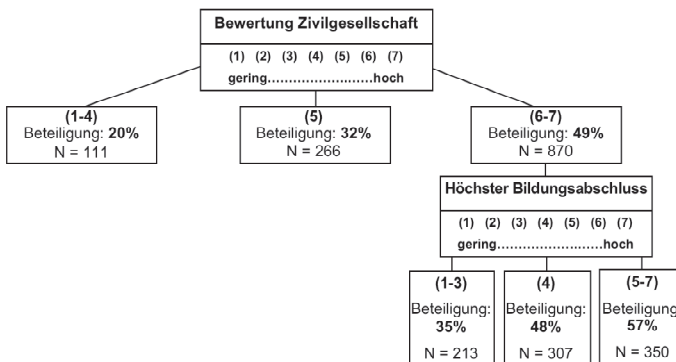 Bewertung Zivilgesellschaft
(1) (2) (3) (4) (5) (6) (7)
gering........................hoch
(1-4)
Beteiligung: 20%
N = 111
(5)
Beteiligung: 32%
N = 266
(6-7)
Beteiligung: 49%
N = 870
Höchster Bildungsabschluss
(1) (2) (3) (4) (5) (6) (7)
gering........................hoch
(1-3)
Beteiligung:
35%
N = 213
(4)
Beteiligung:
48%
N = 307
(5-7)
Beteiligung:
57%
N = 350